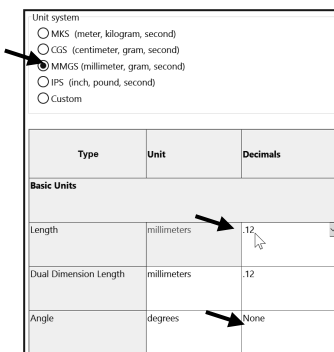 Unit system
MKS (meter, kilogram, second)
CGS (centimeter, gram, second)
MMGS (millimeter, gram, second)
IPS (inch, pound, second)
Custom
Type Unit Decimals
Basic Units
Length millimeters .12
Dual Dimension Length millimeters .12
Angle degrees None